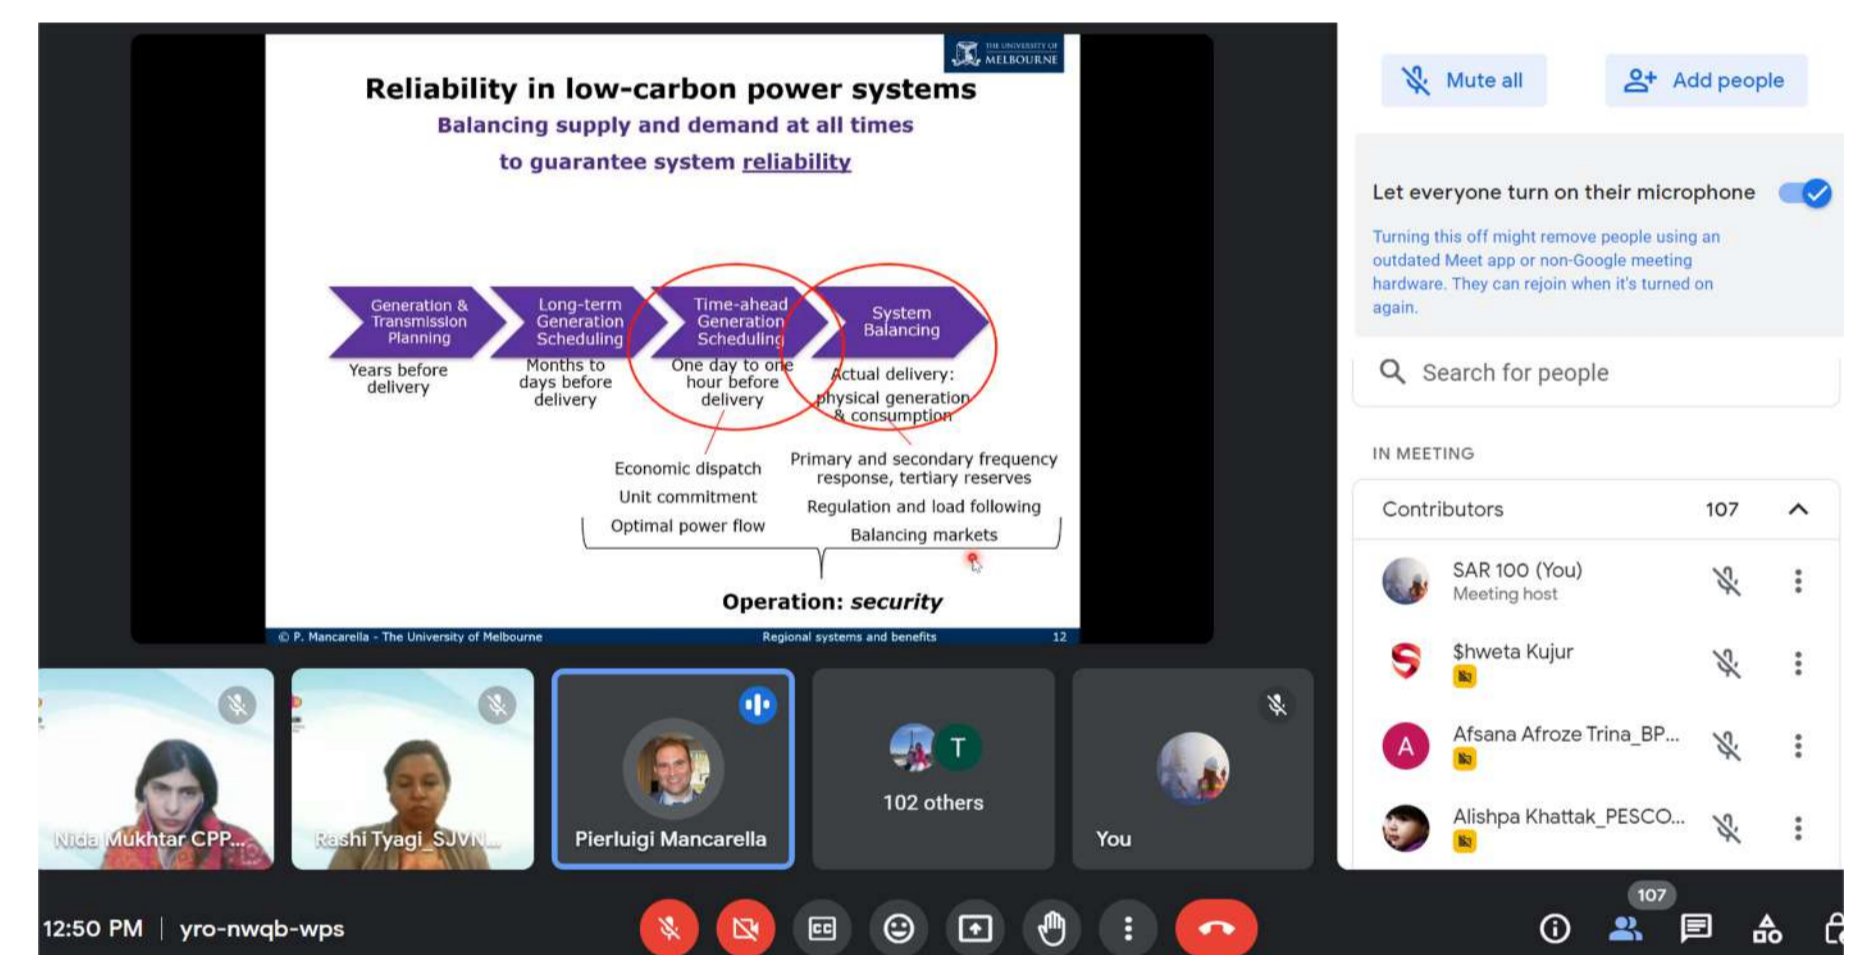 THE UNIVERSITY OF
MELBOURNE
Reliability in low-carbon power systems
Balancing supply and demand at all times
to guarantee system reliability
Generation &
Transmission
Planning
Years before
delivery
Long-term
Generation
Scheduling
Months to
days before
delivery
Time-ahead
Generation
Scheduling
One day to one
hour before
delivery
System
Balancing
Actual delivery:
physical generation
& consumption
Economic dispatch
Unit commitment
Optimal power flow
Primary and secondary frequency
response, tertiary reserves
Regulation and load following
Balancing markets
Operation: security
© P. Mancarella - The University of Melbourne
Regional systems and benefits
12
Nida Mukhtar CPP...
Rashi Tyagi_SJVN...
Pierluigi Mancarella
T
102 others
You
12:50 PM | yro-nwqb-wps
Mute all
Add people
Let everyone turn on their microphone
Turning this off might remove people using an
outdated Meet app or non-Google meeting
hardware. They can rejoin when it's turned on
again.
Search for people
IN MEETING
Contributors 107
SAR 100 (You)
Meeting host
$hweta Kujur
A
Afsana Afroze Trina_BP...
Alishpa Khattak_PESCO...
CC
107